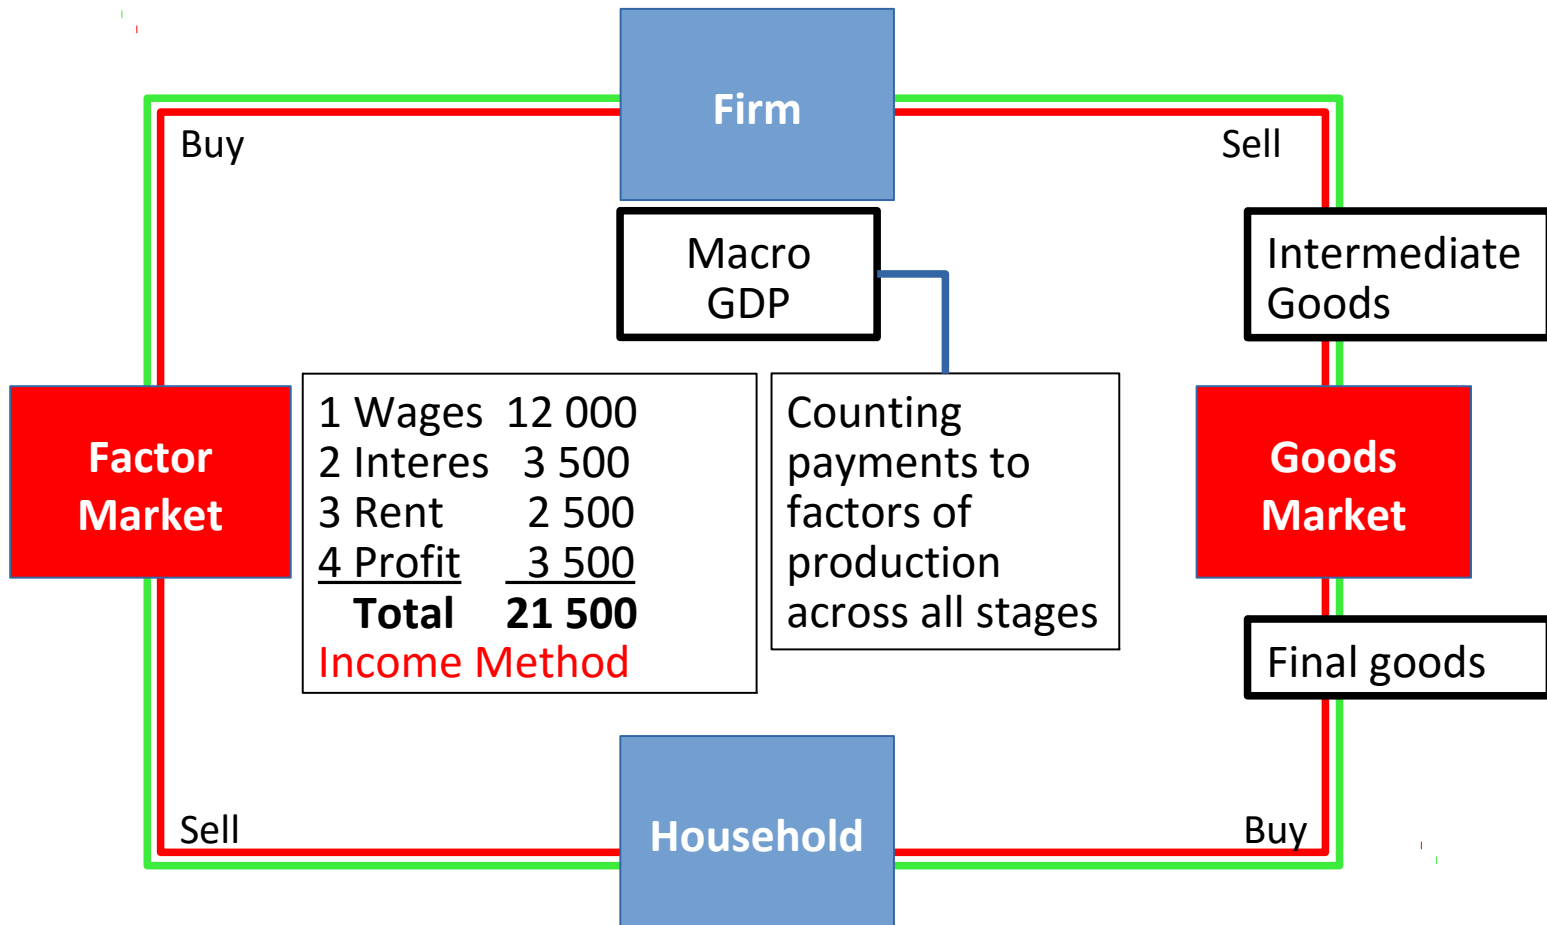 Firm
Buy
Sell
Macro
GDP
Intermediate
Goods
Factor
Market
1 Wages 12 000
2 Interes 3 500
3 Rent 2 500
4 Profit 3 500
Total 21 500
Income Method
Counting
payments to
factors of
production
across all stages
Goods
Market
Final goods
Sell
Household
Buy